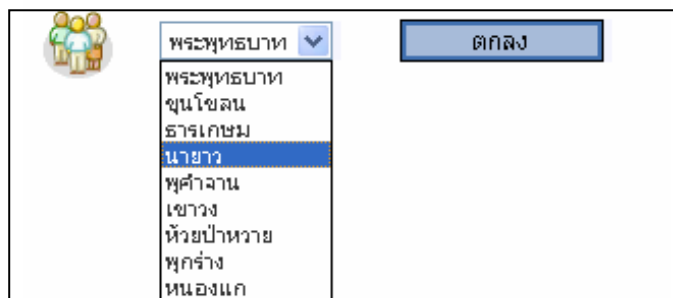 พระพุทธบาท ตกลง
พระพุทธบาท
ขุนโขลน
ธารเกษม
นายาว
พุคำจาน
เขาวง
ห้วยป่าหวาย
พุกร่าง
หนองแก